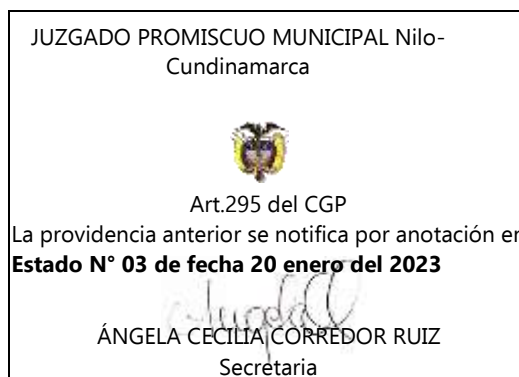 JUZGADO PROMISCUO MUNICIPAL Nilo-
Cundinamarca
Art.295 del CGP
La providencia anterior se notifica por anotación en
Estado N° 03 de fecha 20 enero del 2023
ÁNGELA CECILIA CORREDOR RUIZ
Secretaria